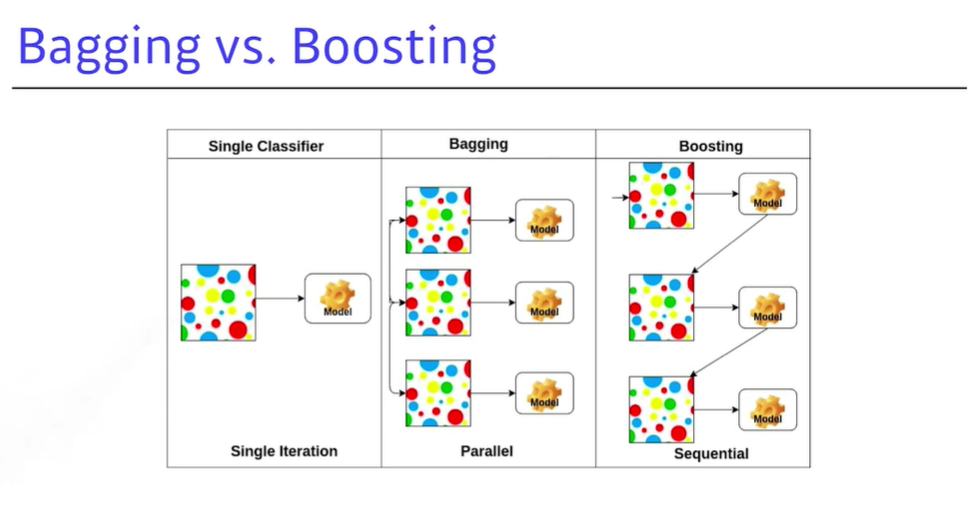 Bagging vs. Boosting
Single Classifier
Model
Single Iteration
Bagging
Model
Model
Model
Parallel
Boosting
Model
Model
Model
Sequential